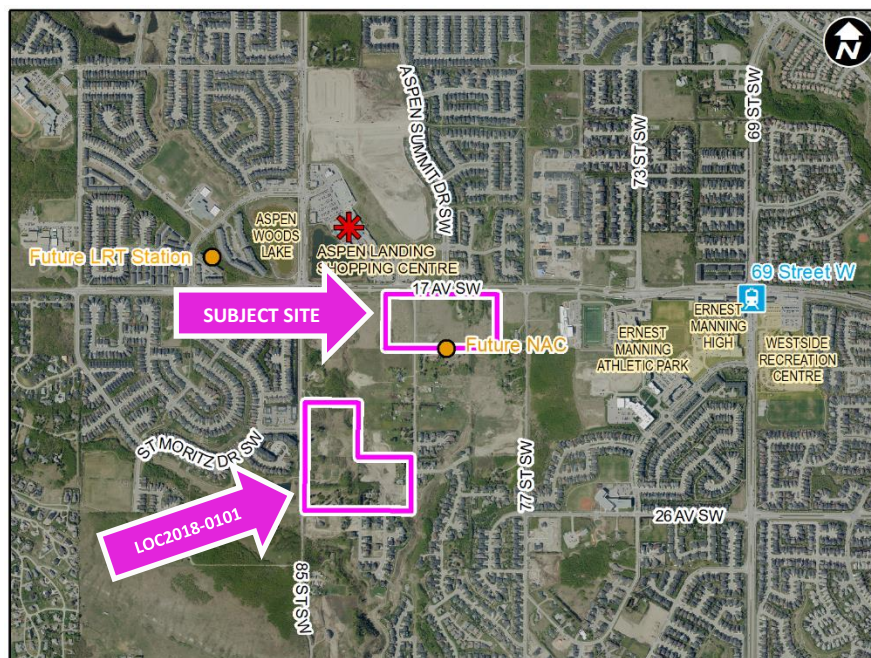 N
69 ST SW
ASPEN SUMMIT DR SW
73 ST SW
ASPEN
WOODS
LAKE
Future LRT Station
ASPEN LANDING
SHOPPING CENTRE
69 Street W
17 AV SW
SUBJECT SITE
ERNEST
MANNING
HIGH
Future NAC
ERNEST
MANNING
ATHLETIC PARK
WESTSIDE
RECREATION
CENTRE
ST MORITZ DR SW
77 ST SW
26 AV SW
LOC2018-0101
85 ST SW